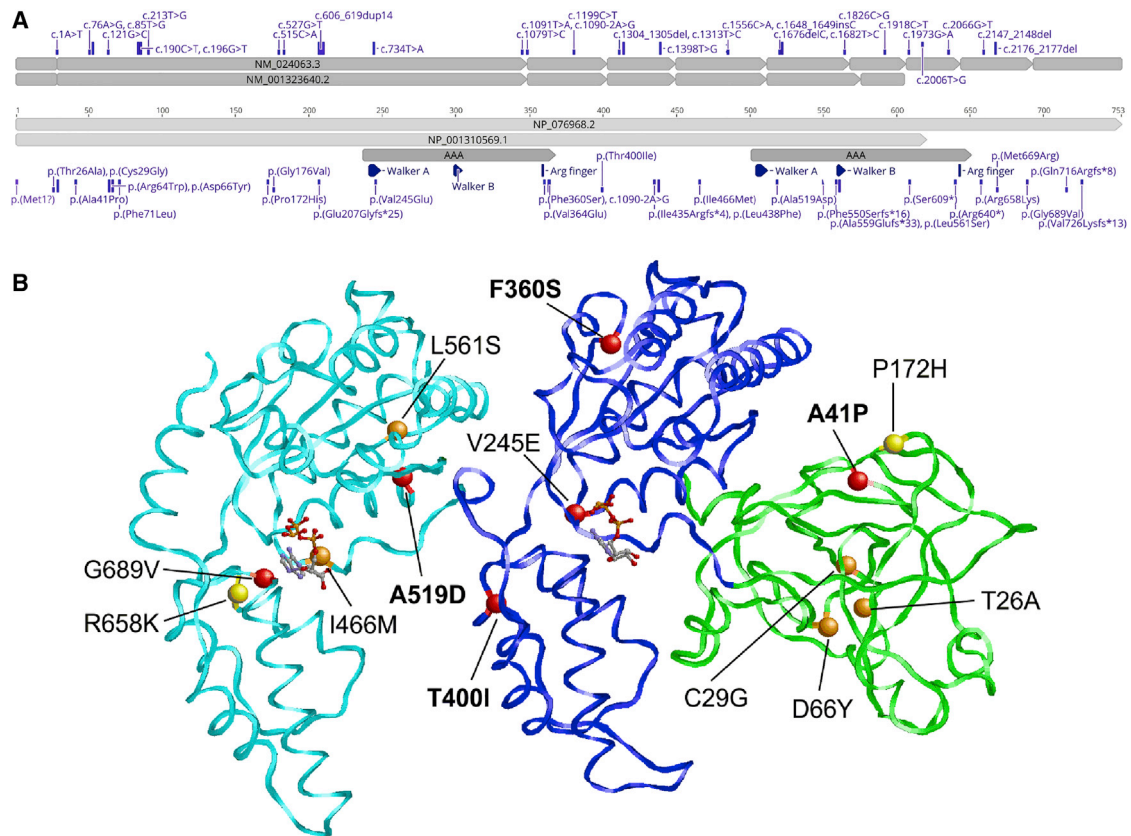 A
c.213T>G
c.606_619dup14
c.1199C>T
c.1826C>G
c.76A>G, c.85T>G
c.527G>T
c.1091T>A, c.1090-2A>G
c.1556C>A, c.1648_1649insC
c.1918C>T
c.2066G>T
c.1A>T
c.121G>C
c.515C>A
c.1079T>C
c.1304_1305del, c.1313T>C
c.1676delC, c.1682T>C
c.1973G>A
c.2147_2148del
c.190C>T, c.196G>T
c.734T>A
c.1398T>G
c.2176_2177del
NM_024063.3
NM_001323640.2
c.2006T>G
1 50 100 150 200 250 300 350 400 450 500 550 600 650 700 753
NP_076968.2
NP_001310569.1
AAA AAA
p.(Thr400Ile)
p.(Met669Arg)
p.(Thr26Ala), p.(Cys29Gly)
p.(Gly176Val)
Walker A
Walker B
Arg finger
Walker A
Walker B
Arg finger
p.(Gln716Argfs*8)
p.(Met1?)
p.(Arg64Trp), p.(Asp66Tyr)
p.(Ala41Pro)
p.(Pro172His)
p.(Val245Glu)
p.(Phe360Ser), c.1090-2A>G
p.(Ile466Met)
p.(Ala519Asp)
p.(Ser609*)
p.(Arg658Lys)
p.(Phe71Leu)
p.(Glu207Glyfs*25)
p.(Val364Glu)
p.(Ile435Argfs*4), p.(Leu438Phe)
p.(Phe550Serfs*16)
p.(Arg640*)
p.(Gly689Val)
p.(Ala559Glufs*33), p.(Leu561Ser)
p.(Val726Lysfs*13)
B
F360S
L561S
P172H
V245E
A41P
G689V
R658K
I466M
A519D
T400I
C29G
D66Y
T26A